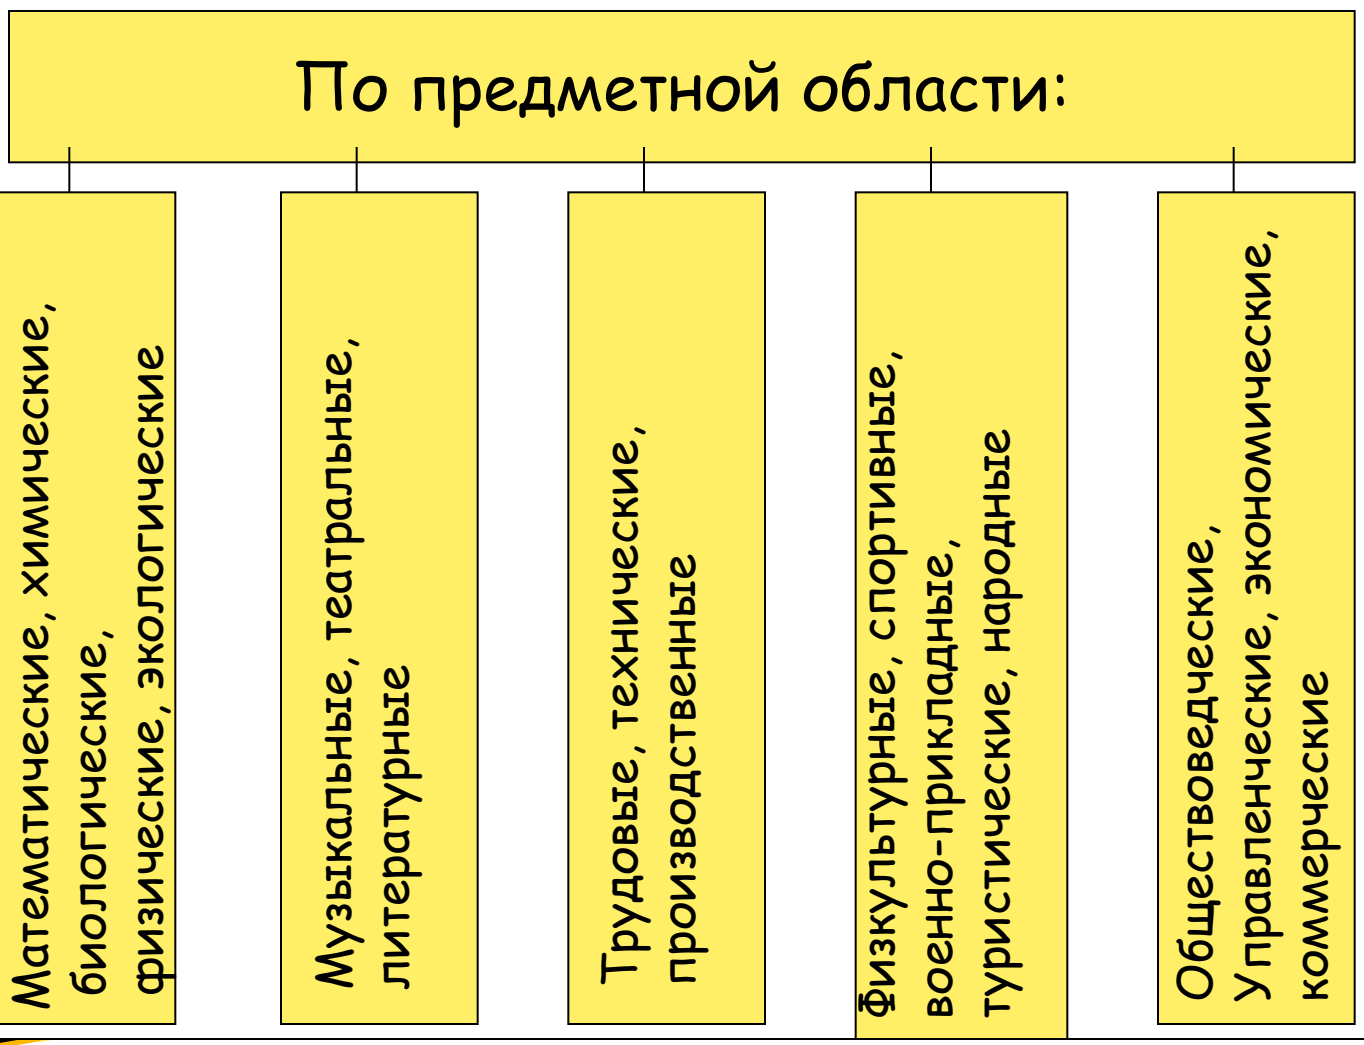 По предметной области:
Математические, химические,
биологические,
физические, экологические
Музыкальные, театральные,
литературные
Трудовые, технические,
производственные
Физкультурные, спортивные,
военно-прикладные,
туристические, народные
Обществоведческие,
Управленческие, экономические,
коммерческие